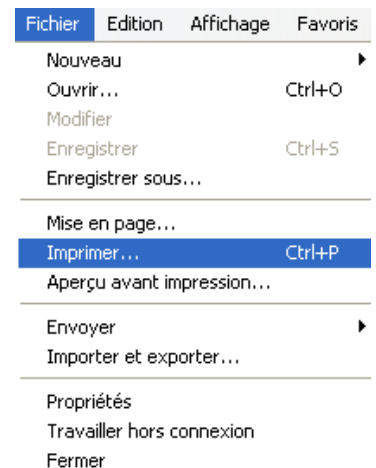 Fichier Edition Affichage Favoris
Nouveau
Ouvrir... Ctrl+O
Modifier
Enregistrer Ctrl+S
Enregistrer sous...
Mise en page...
Imprimer... Ctrl+P
Aperçu avant impression...
Envoyer
Importer et exporter...
Propriétés
Travailler hors connexion
Fermer